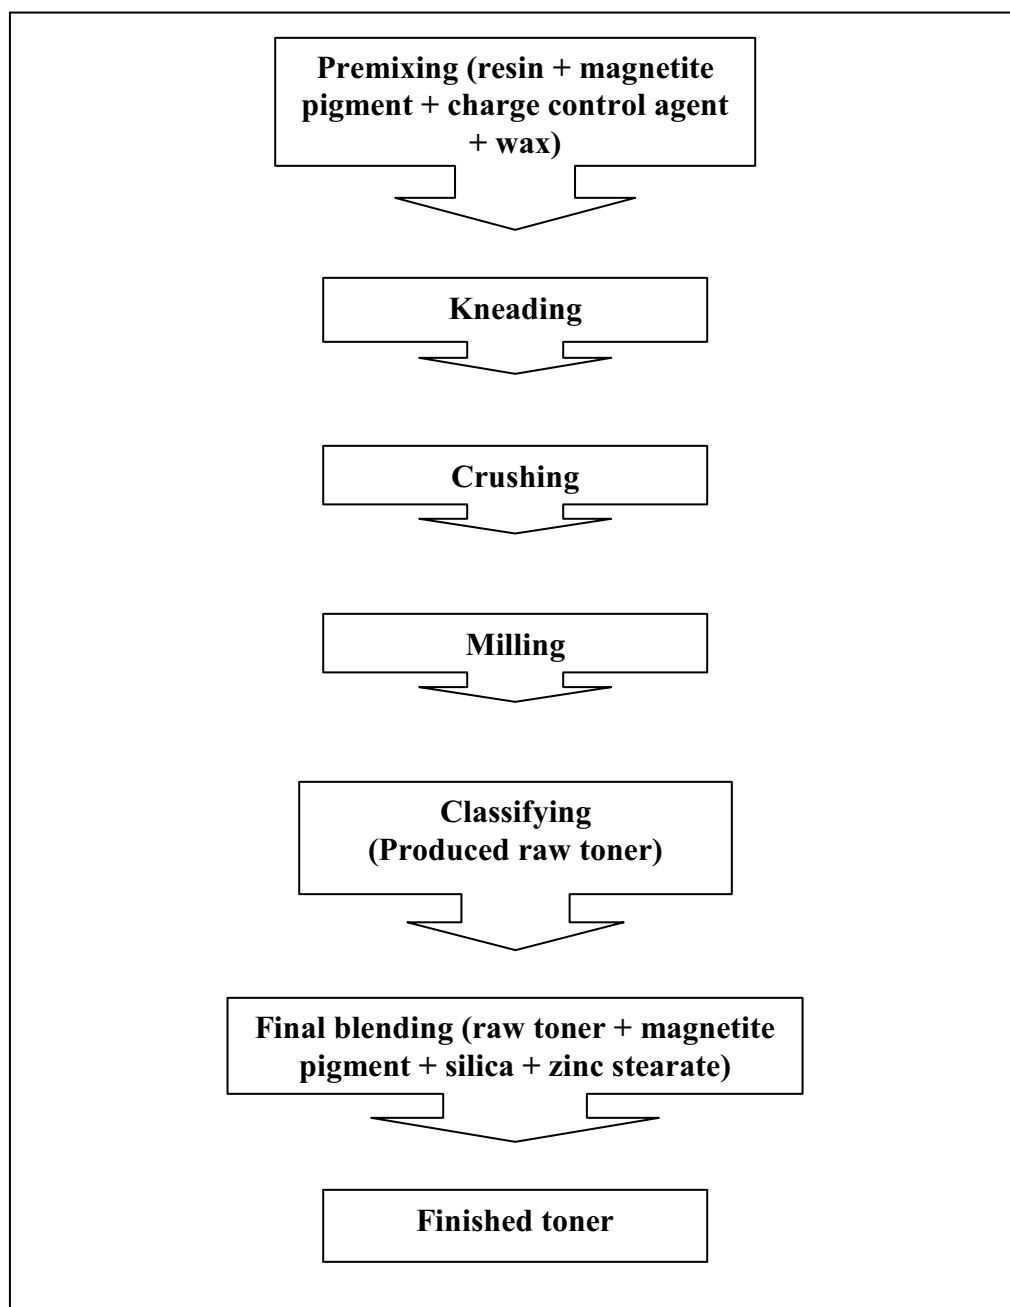 Premixing (resin + magnetite
pigment + charge control agent
+ wax)
Kneading
Crushing
Milling
Classifying
(Produced raw toner)
Final blending (raw toner + magnetite
pigment + silica + zinc stearate)
Finished toner